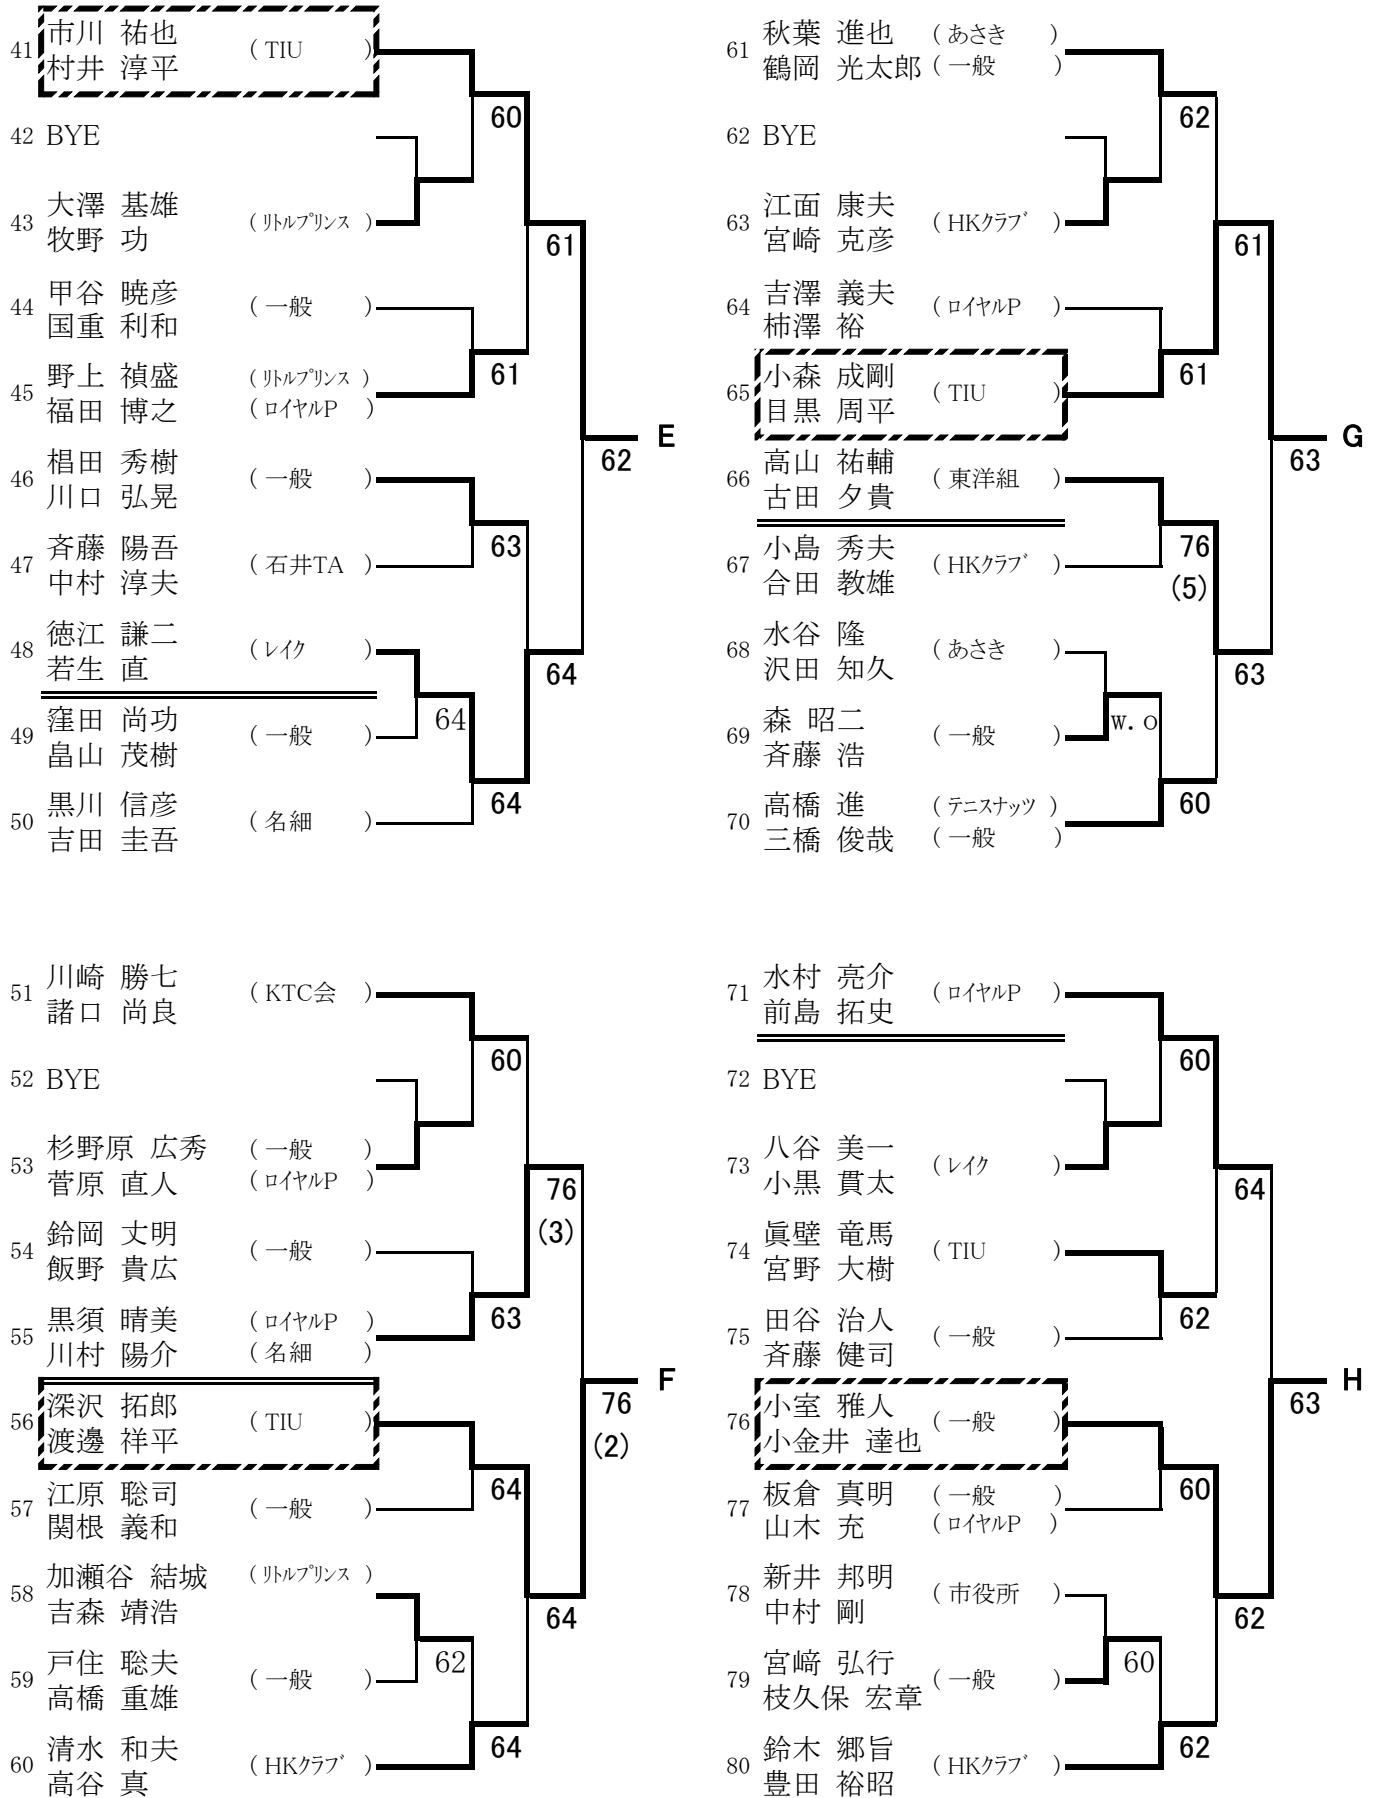 41 市川 祐也 村井 淳平 ( TIU )
60
42 BYE
43 大澤 基雄 牧野 功 ( ﾘﾄﾙﾌﾟﾘﾝｽ )
61
44 甲谷 暁彦 国重 利和 ( 一般 )
61
45 野上 禎盛 福田 博之 ( ﾘﾄﾙﾌﾟﾘﾝｽ ) ( ﾛｲﾔﾙP )
E
62
46 椙田 秀樹 川口 弘晃 ( 一般 )
63
47 斉藤 陽吾 中村 淳夫 ( 石井TA )
48 徳江 謙二 若生 直 ( ﾚｲｸ )
64
64
49 窪田 尚功 畠山 茂樹 ( 一般 )
64
50 黒川 信彦 吉田 圭吾 ( 名細 )
61 秋葉 進也 鶴岡 光太郎 ( あさき ) ( 一般 )
62
62 BYE
63 江面 康夫 宮崎 克彦 ( HKｸﾗﾌﾞ )
61
64 吉澤 義夫 柿澤 裕 ( ﾛｲﾔﾙP )
61
65 小森 成剛 目黒 周平 ( TIU )
G
63
66 高山 祐輔 古田 夕貴 ( 東洋組 )
76
(5)
67 小島 秀夫 合田 教雄 ( HKｸﾗﾌﾞ )
68 水谷 隆 沢田 知久 ( あさき )
63
w.o
69 森 昭二 斉藤 浩 ( 一般 )
60
70 高橋 進 三橋 俊哉 ( ﾃﾆｽﾅｯﾂ ) ( 一般 )
51 川崎 勝七 諸口 尚良 ( KTC会 )
60
52 BYE
53 杉野原 広秀 菅原 直人 ( 一般 ) ( ﾛｲﾔﾙP )
76
(3)
54 鈴岡 丈明 飯野 貴広 ( 一般 )
63
55 黒須 晴美 川村 陽介 ( ﾛｲﾔﾙP ) ( 名細 )
F
76
(2)
56 深沢 拓郎 渡邊 祥平 ( TIU )
64
57 江原 聡司 関根 義和 ( 一般 )
58 加瀬谷 結城 吉森 靖浩 ( ﾘﾄﾙﾌﾟﾘﾝｽ )
64
62
59 戸住 聡夫 高橋 重雄 ( 一般 )
64
60 清水 和夫 高谷 真 ( HKｸﾗﾌﾞ )
71 水村 亮介 前島 拓史 ( ﾛｲﾔﾙP )
60
72 BYE
73 八谷 美一 小黒 貫太 ( ﾚｲｸ )
64
74 眞壁 竜馬 宮野 大樹 ( TIU )
62
75 田谷 治人 斉藤 健司 ( 一般 )
H
63
76 小室 雅人 小金井 達也 ( 一般 )
60
77 板倉 真明 山木 充 ( 一般 ) ( ﾛｲﾔﾙP )
78 新井 邦明 中村 剛 ( 市役所 )
62
60
79 宮﨑 弘行 枝久保 宏章 ( 一般 )
62
80 鈴木 郷旨 豊田 裕昭 ( HKｸﾗﾌﾞ )